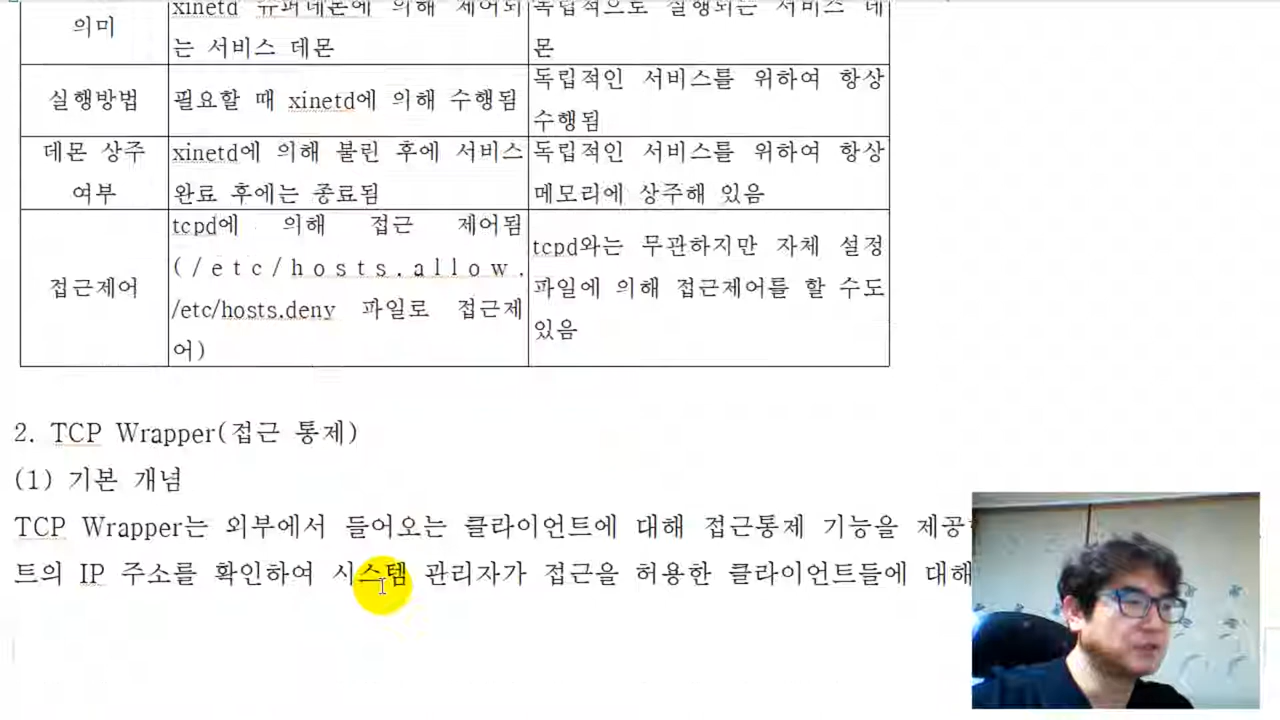 xinetd 슈퍼데몬에 의해 제어되
는 서비스 데몬
독립적으로 실행되는 서비스 데
몬
의미
실행방법
필요할 때 xinetd에 의해 수행됨
독립적인 서비스를 위하여 항상
수행됨
데몬 상주
여부
xinetd에 의해 불린 후에 서비스
완료 후에는 종료됨
독립적인 서비스를 위하여 항상
메모리에 상주해 있음
접근제어
tcpd에 의해 접근 제어됨
(/etc/hosts.allow.
/etc/hosts.deny 파일로 접근제
어)
tcpd와는 무관하지만 자체 설정
파일에 의해 접근제어를 할 수도
있음
2. TCP Wrapper(접근 통제)
(1) 기본 개념
TCP Wrapper는 외부에서 들어오는 클라이언트에 대해 접근통제 기능을
트의 IP 주소를 확인하여 시스템 관리자가 접근을 허용한 클라이언트들에 대해